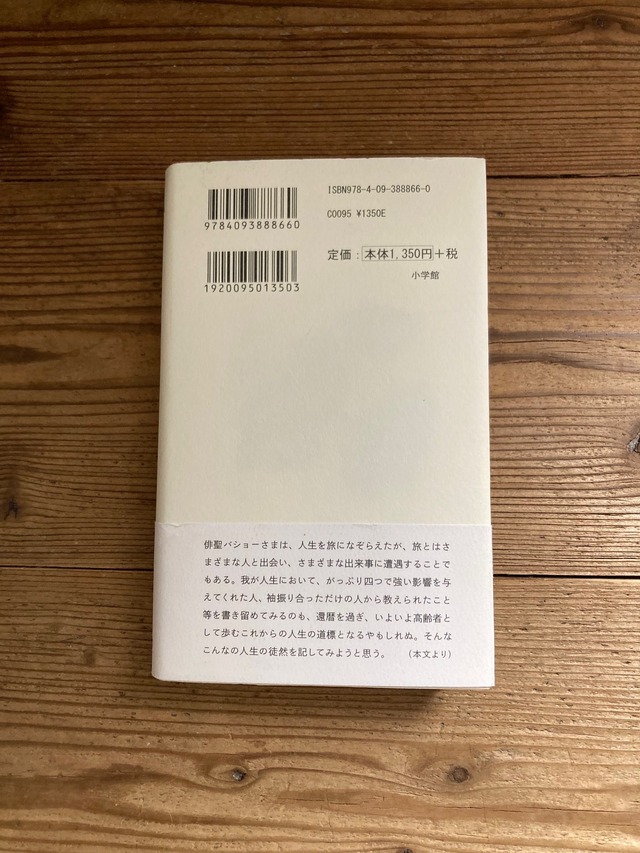 ISBN978-4-09-388866-0
9784093888660
C0095 ¥1350E
定価：本体1,350円＋税
1920095013503
小学館
俳聖バショーさまは、人生を旅になぞらえたが、旅とはさ
まざまな人と出会い、さまざまな出来事に遭遇することで
もある。我が人生において、がっぷり四つで強い影響を与
えてくれた人、袖振り合っただけの人から教えられたこと
等を書き留めてみるのも、還暦を過ぎ、いよいよ高齢者と
して歩むこれからの人生の道標となるやもしれぬ。そんな
こんなの人生の徒然を記してみようと思う。　（本文より）